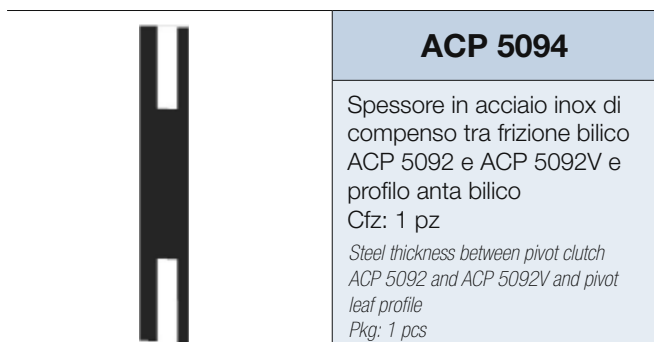 ACP 5094
Spessore in acciaio inox di
compenso tra frizione bilico
ACP 5092 e ACP 5092V e
profilo anta bilico
Cfz: 1 pz
Steel thickness between pivot clutch
ACP 5092 and ACP 5092V and pivot
leaf profile
Pkg: 1 pcs